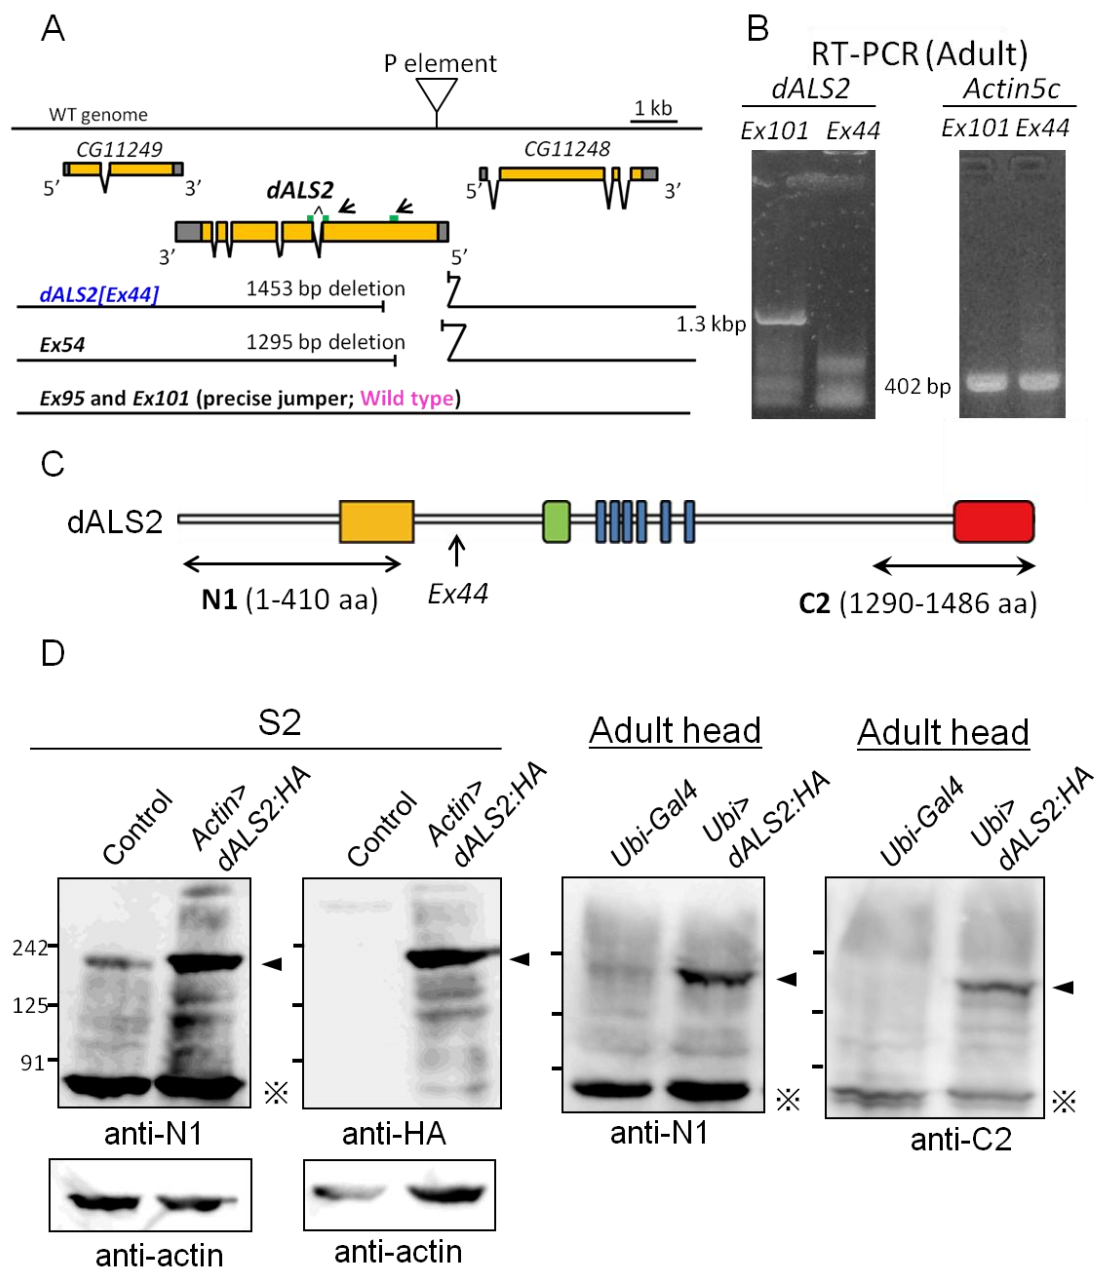 A
P element
WT genome
1 kb
CG11249
5’
3’
CG11248
5’
3’
dALS2
3’
5’
dALS2[Ex44]
1453 bp deletion
Ex54
1295 bp deletion
Ex95 and Ex101 (precise jumper; Wild type)
B
RT-PCR (Adult)
dALS2
Actin5c
Ex101 Ex44
Ex101 Ex44
1.3 kbp
402 bp
C
dALS2
N1 (1-410 aa)
Ex44
C2 (1290-1486 aa)
D
S2
Adult head
Adult head
Control
Actin>
dALS2:HA
Control
Actin>
dALS2:HA
Ubi-Gal4
Ubi>
dALS2:HA
Ubi-Gal4
Ubi>
dALS2:HA
242
125
91
※
※
※
anti-N1
anti-HA
anti-N1
anti-C2
anti-actin
anti-actin